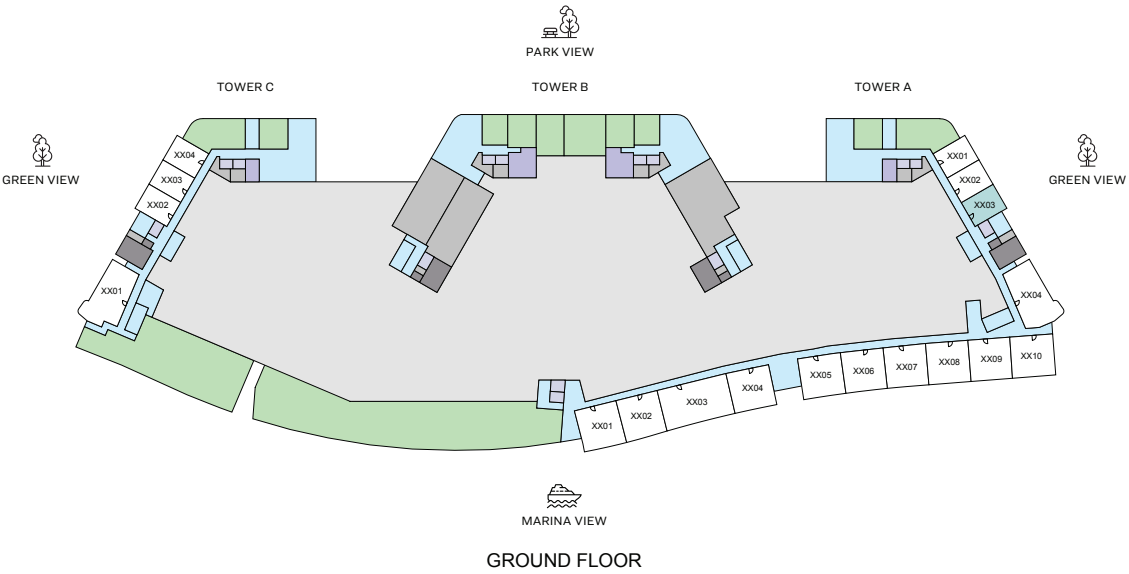 PARK VIEW
TOWER C
TOWER B
TOWER A
GREEN VIEW
GREEN VIEW
XX04
XX03
XX02
XX01
XX01
XX02
XX03
XX04
XX01
XX02
XX03
XX04
XX05
XX06
XX07
XX08
XX09
XX10
MARINA VIEW
GROUND FLOOR